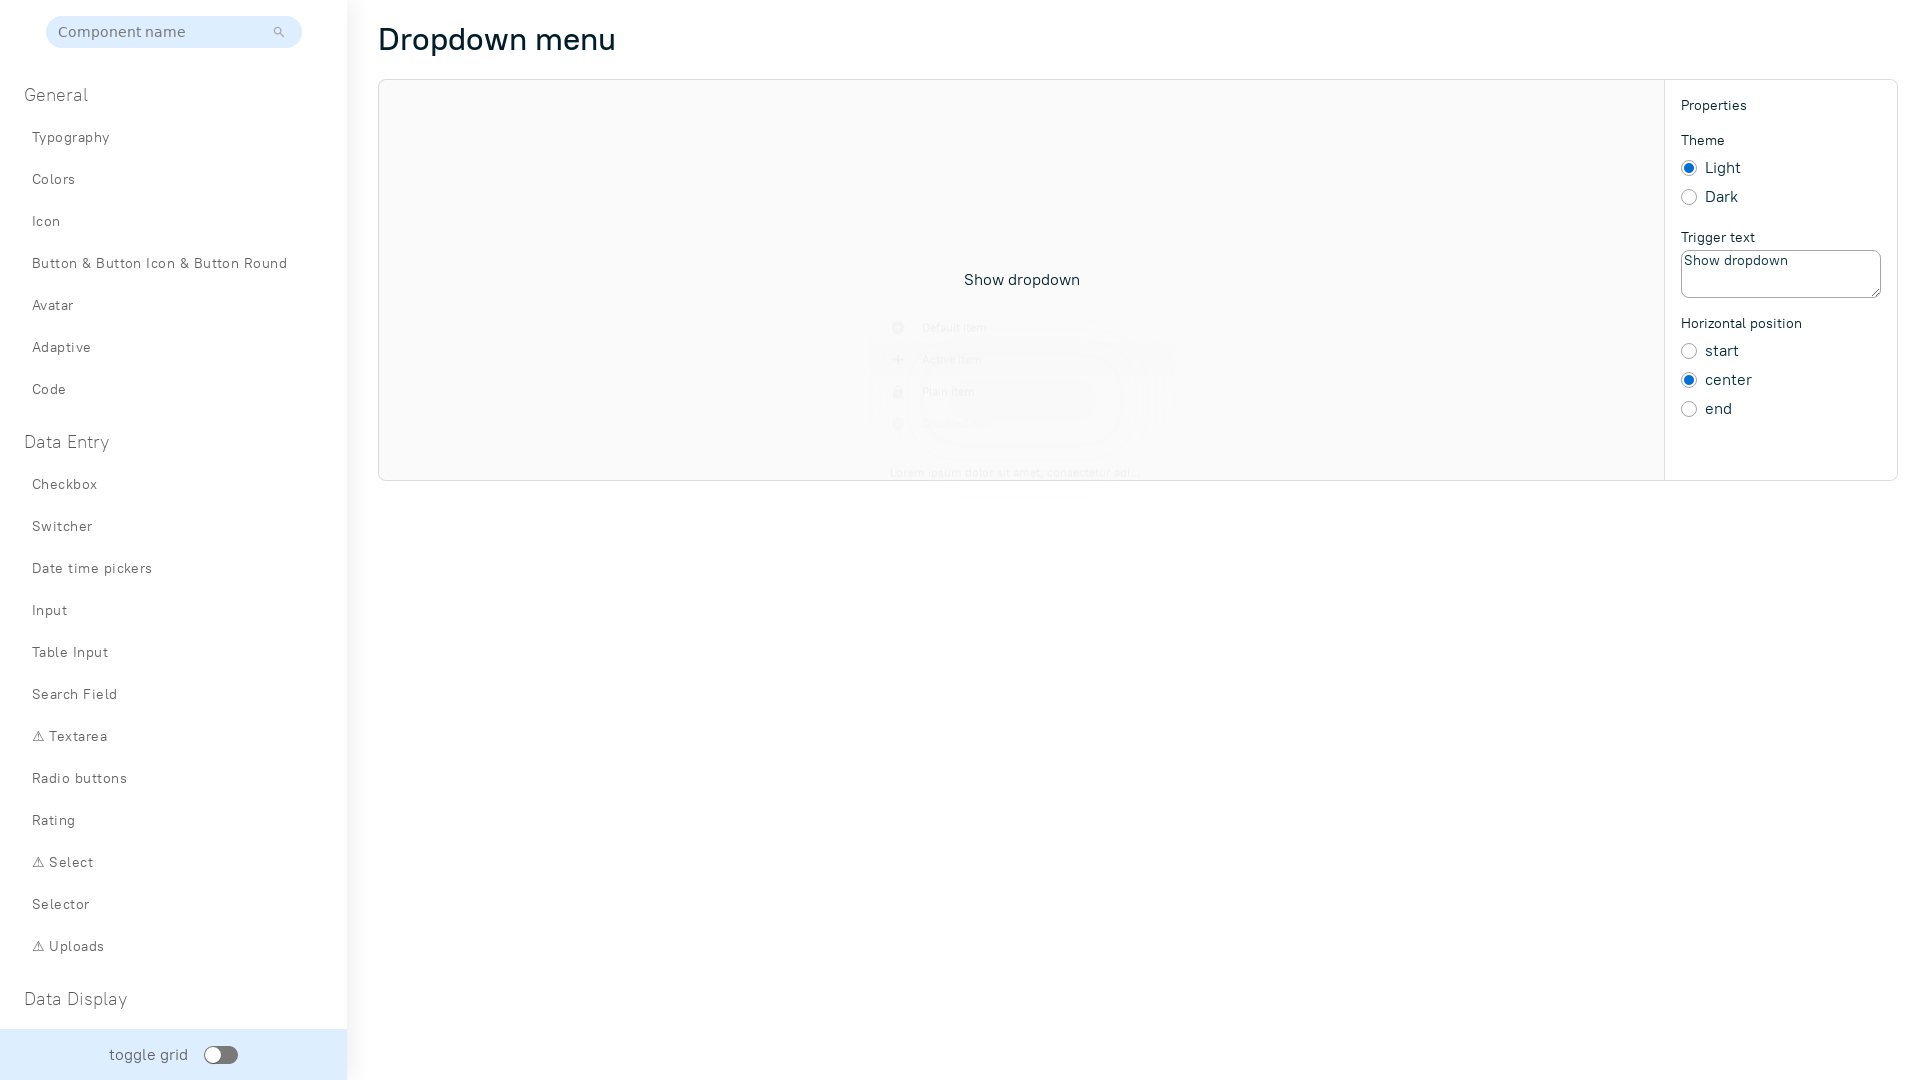 Component name
General
Typography
Colors
Icon
Button & Button Icon & Button Round
Avatar
Adaptive
Code
Data Entry
Checkbox
Switcher
Date time pickers
Input
Table Input
Search Field
⚠ Textarea
Radio buttons
Rating
⚠ Select
Selector
⚠ Uploads
Data Display
toggle grid
Dropdown menu
Show dropdown
Default item
Active item
Plain item
Lorem ipsum dolor sit amet, consectetur adi.
Properties
Theme
Light
Dark
Trigger text
Show dropdown
Horizontal position
start
center
end